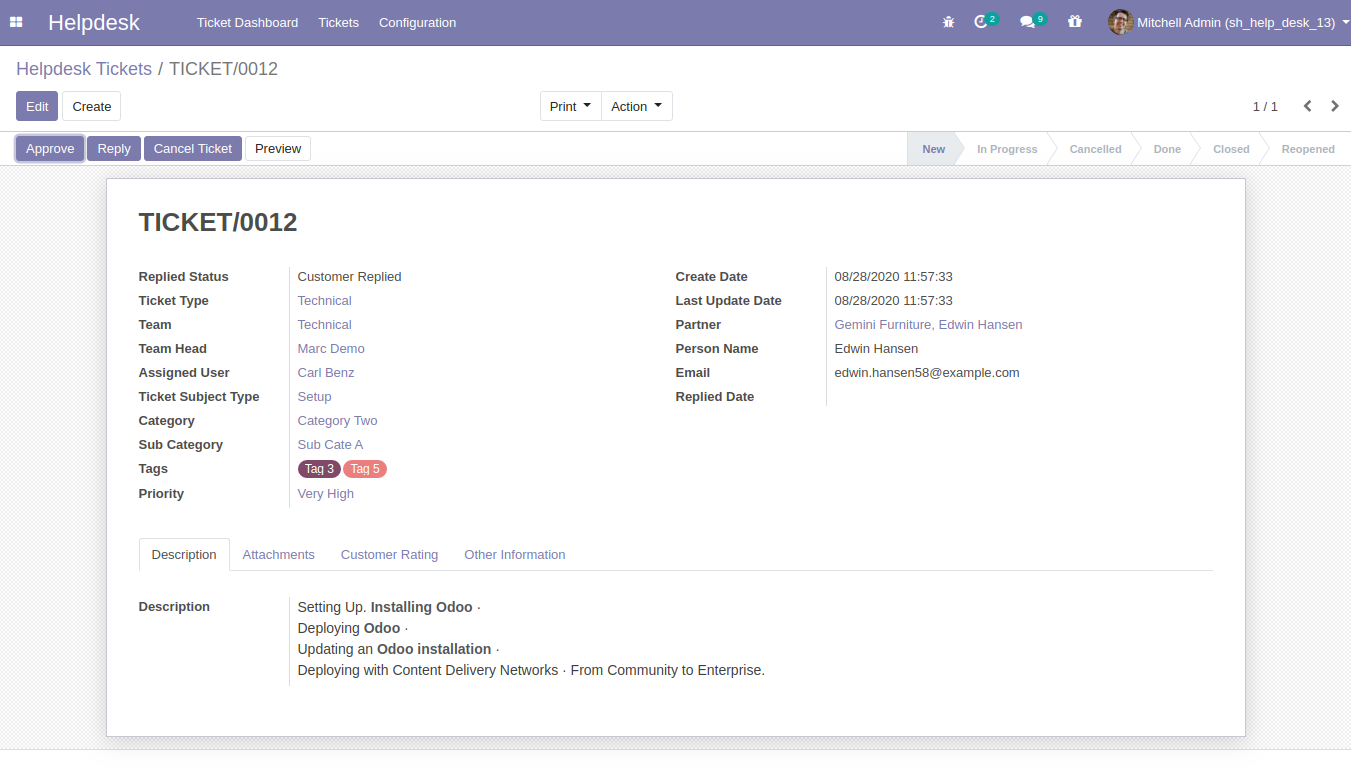 Helpdesk Ticket Dashboard Tickets Configuration 2 9 Mitchell Admin (sh_help_desk_13)
Helpdesk Tickets / TICKET/0012
Edit Create Print Action 1 / 1
Approve Reply Cancel Ticket Preview New In Progress Cancelled Done Closed Reopened
TICKET/0012
Replied Status Customer Replied Create Date 08/28/2020 11:57:33
Ticket Type Technical Last Update Date 08/28/2020 11:57:33
Team Technical Partner Gemini Furniture, Edwin Hansen
Team Head Marc Demo Person Name Edwin Hansen
Assigned User Carl Benz Email edwin.hansen58@example.com
Ticket Subject Type Setup Replied Date
Category Category Two
Sub Category Sub Cate A
Tags Tag 3 Tag 5
Priority Very High
Description Attachments Customer Rating Other Information
Description Setting Up. Installing Odoo ·
Deploying Odoo ·
Updating an Odoo installation ·
Deploying with Content Delivery Networks · From Community to Enterprise.